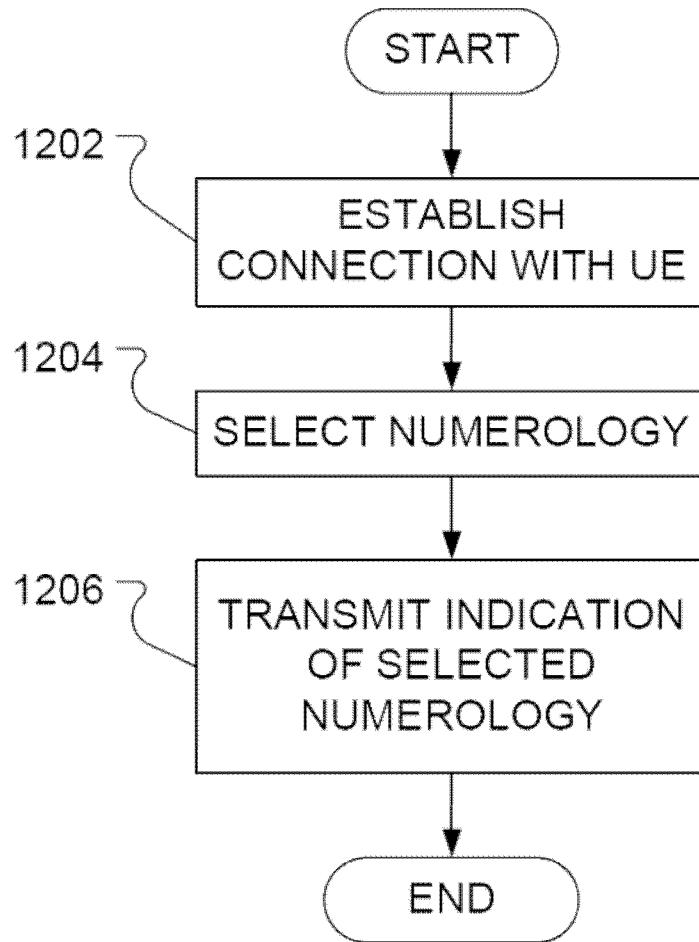 START
1202
ESTABLISH
CONNECTION WITH UE
1204
SELECT NUMEROLOGY
1206
TRANSMIT INDICATION
OF SELECTED
NUMEROLOGY
END